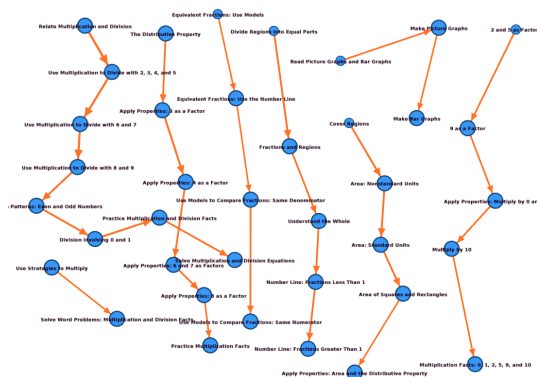 Equivalent Fractions: Use Models
Relate Multiplication and Division
The Distributive Property
Divide Regions Into Equal Parts
Make Picture Graphs
2 and 5 as Factor
Read Picture Graphs and Bar Graphs
Use Multiplication to Divide with 2, 3, 4, and 5
Equivalent Fractions: Use the Number Line
Apply Properties: 3 as a Factor
Make Bar Graphs
Use Multiplication to Divide with 6 and 7
Cover Regions
9 as a Factor
Fractions and Regions
Use Multiplication to Divide with 8 and 9
Apply Properties: 4 as a Factor
Area: Nonstandard Units
Use Models to Compare Fractions: Same Denominator
Apply Properties: Multiply by 0 an
Patterns: Even and Odd Numbers
Practice Multiplication and Division Facts
Understand the Whole
Division Involving 0 and 1
Area: Standard Units
Multiply by 10
Solve Multiplication and Division Equations
Apply Properties: 6 and 7 as Factors
Use Strategies to Multiply
Number Line: Fractions Less Than 1
Apply Properties: 8 as a Factor
Area of Squares and Rectangles
Solve Word Problems: Multiplication and Division Facts
Use Models to Compare Fractions: Same Numerator
Practice Multiplication Facts
Number Line: Fractions Greater Than 1
Multiplication Facts: 0, 1, 2, 5, 9, and 10
Apply Properties: Area and the Distributive Property